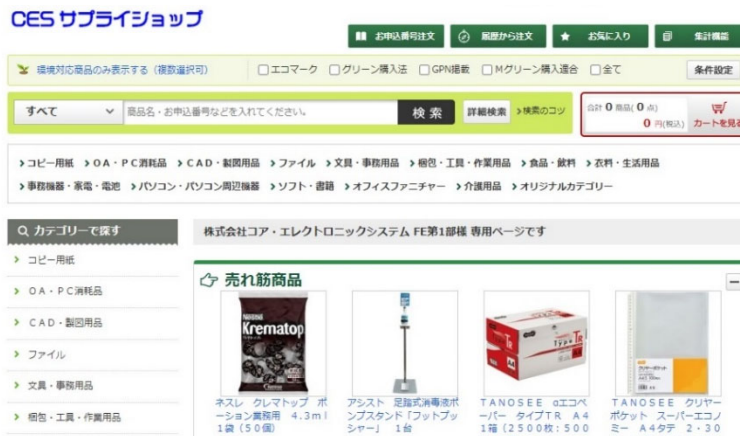 CES サプライショップ
お申込番号注文 履歴から注文 お気に入り 集計機能
環境対応商品のみ表示する（複数選択可） エコマーク グリーン購入法 GPN掲載 Mグリーン購入適合 全て 条件設定
すべて 商品名・お申込番号などを入れてください。 検索 詳細検索 検索のコツ 合計 0 商品( 0 点)
0 円(税込) カートを見る
コピー用紙 OA・PC消耗品 CAD・製図用品 ファイル 文具・事務用品 梱包・工具・作業用品 食品・飲料 衣料・生活用品
事務機器・家電・電池 パソコン・パソコン周辺機器 ソフト・書籍 オフィスファニチャー 介護用品 オリジナルカテゴリー
カテゴリーで探す 株式会社コア・エレクトロニックシステム FE第1部様 専用ページです
コピー用紙
売れ筋商品
OA・PC消耗品
CAD・製図用品
ファイル
文具・事務用品
梱包・工具・作業用品
Nestlé
Krematop
Type TR
ネスレ クレマトップ ポーション業務用 4.3ml
1袋（50個）
アシスト 足踏式消毒液ポンプスタンド「フットプッシャー」 1台
TANOSEE αエコペーパー タイプTR A4
1箱（2500枚：500
TANOSEE クリヤーポケット スーパーエコノミー A4タテ 2・30